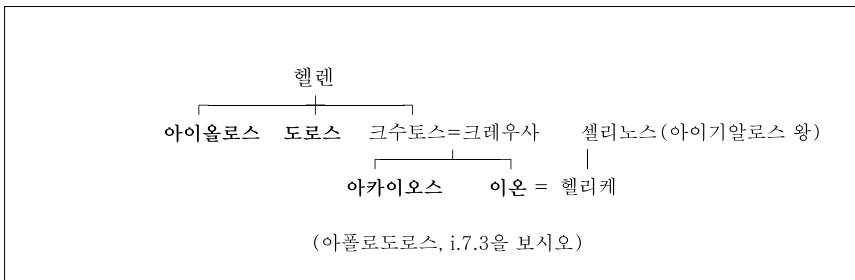 헬렌
아이올로스 도로스 크수토스=크레우사 셀리노스(아이기알로스 왕)
아카이오스 이온 = 헬리케
(아폴로도로스, i.7.3을 보시오)